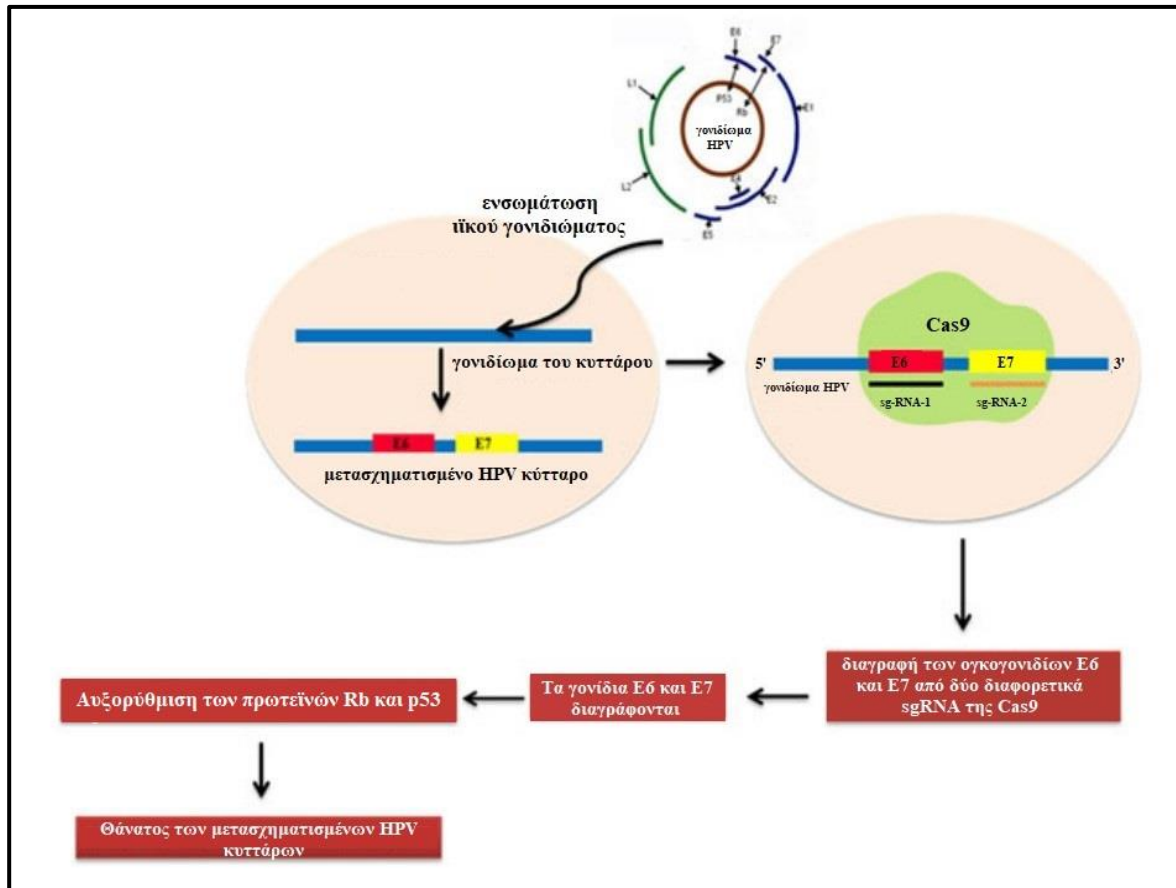 E6
E7
L1
P53
Rb
E1
γονιδίωμα
HPV
L2
E4
E2
E5
ενσωμάτωση
ιϊκού γονιδιώματος
Cas9
γονιδίωμα του κυττάρου
5'
E6
E7
3'
γονιδίωμα HPV
sg-RNA-1
sg-RNA-2
E6
E7
μετασχηματισμένο HPV κύτταρο
διαγραφή των ογκογονιδίων E6
και E7 από δύο διαφορετικά
sgRNA της Cas9
Τα γονίδια E6 και E7
διαγράφονται
Αυξορύθμιση των πρωτεϊνών Rb και p53
Θάνατος των μετασχηματισμένων HPV
κυττάρων